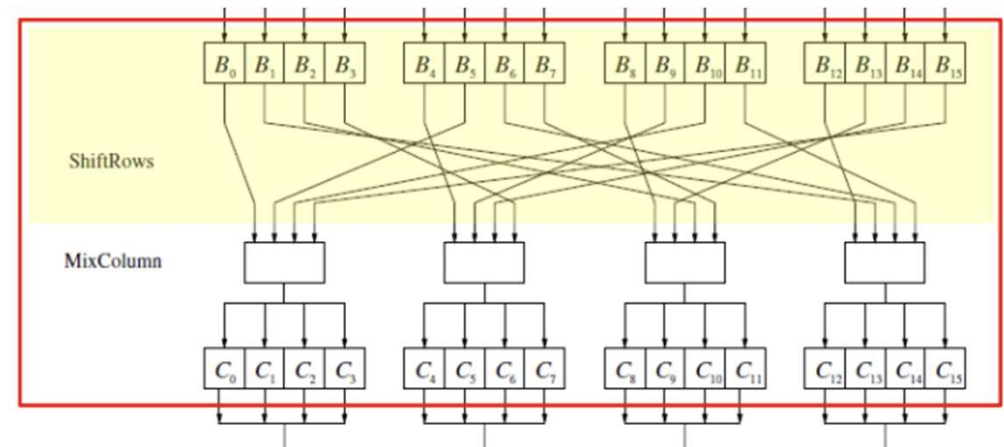 B₀ B₁ B₂ B₃ B₄ B₅ B₆ B₇ B₈ B₉ B₁₀ B₁₁ B₁₂ B₁₃ B₁₄ B₁₅
ShiftRows
MixColumn
C₀ C₁ C₂ C₃ C₄ C₅ C₆ C₇ C₈ C₉ C₁₀ C₁₁ C₁₂ C₁₃ C₁₄ C₁₅